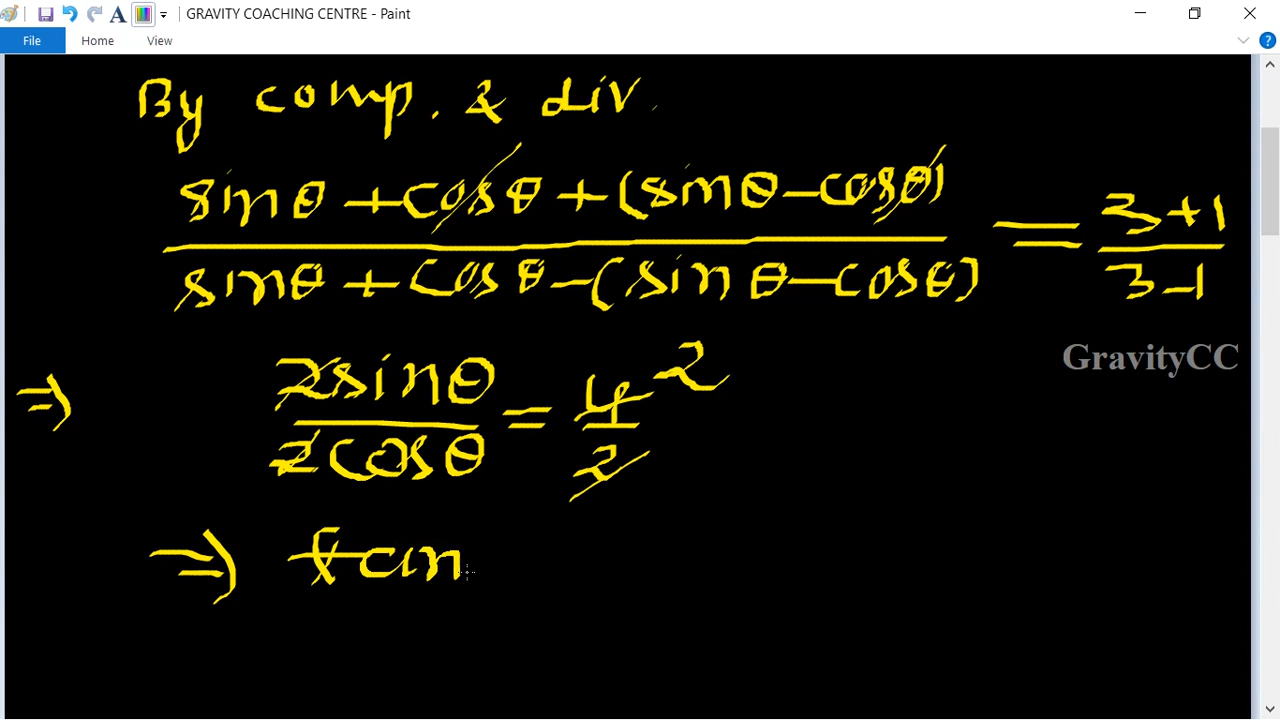 GRAVITY COACHING CENTRE - Paint
File Home View
By comp. & div.
sinθ + cosθ + (sinθ - cosθ) / sinθ + cosθ - (sinθ - cosθ) = 3+1 / 3-1
GravityCC
⇒ 2sinθ / 2cosθ = 4 / 2 2
⇒ tan